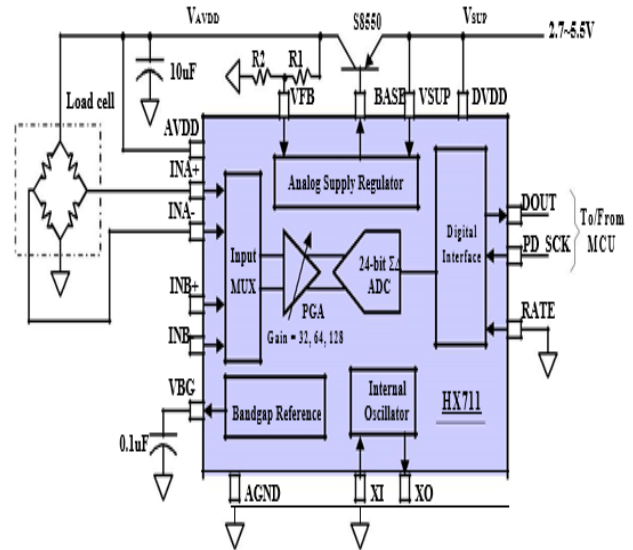 VAVDD
S8550
VSUP
2.7~5.5V
10uF
R2
R1
VFB
BASE
VSUP
DVDD
Load cell
AVDD
INA+
INA-
INB+
INB-
VBG
0.1uF
Analog Supply Regulator
Input
MUX
PGA
Gain = 32, 64, 128
24-bit ΣΔ
ADC
Digital
Interface
DOUT
PD_SCK
To/From
MCU
RATE
Bandgap Reference
Internal
Oscillator
HX711
AGND
XI
XO